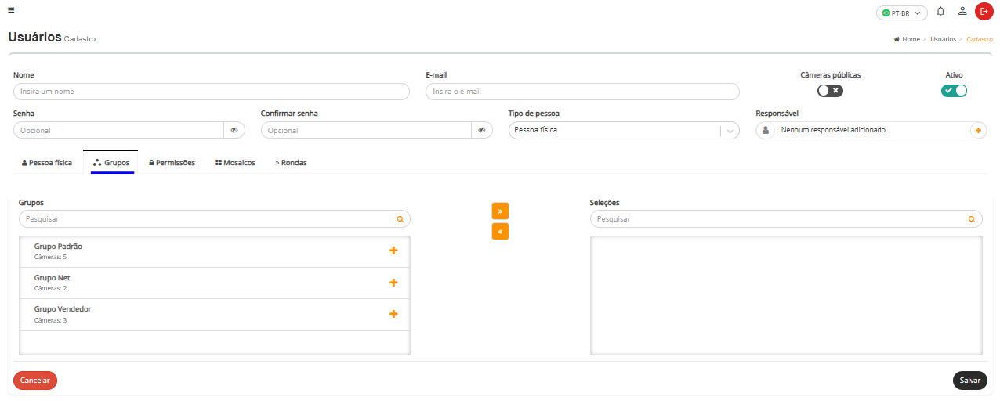 PT-BR
Usuários Cadastro
Home > Usuários > Cadastro
Nome
E-mail
Câmeras públicas
Ativo
Insira um nome
Insira o e-mail
Senha
Confirmar senha
Tipo de pessoa
Responsável
Opcional
Opcional
Pessoa física
Nenhum responsável adicionado.
Pessoa física
Grupos
Permissões
Mosaicos
» Rondas
Grupos
Seleções
Pesquisar
Pesquisar
»
«
Grupo Padrão
Câmeras: 5
Grupo Net
Câmeras: 2
Grupo Vendedor
Câmeras: 3
Cancelar
Salvar